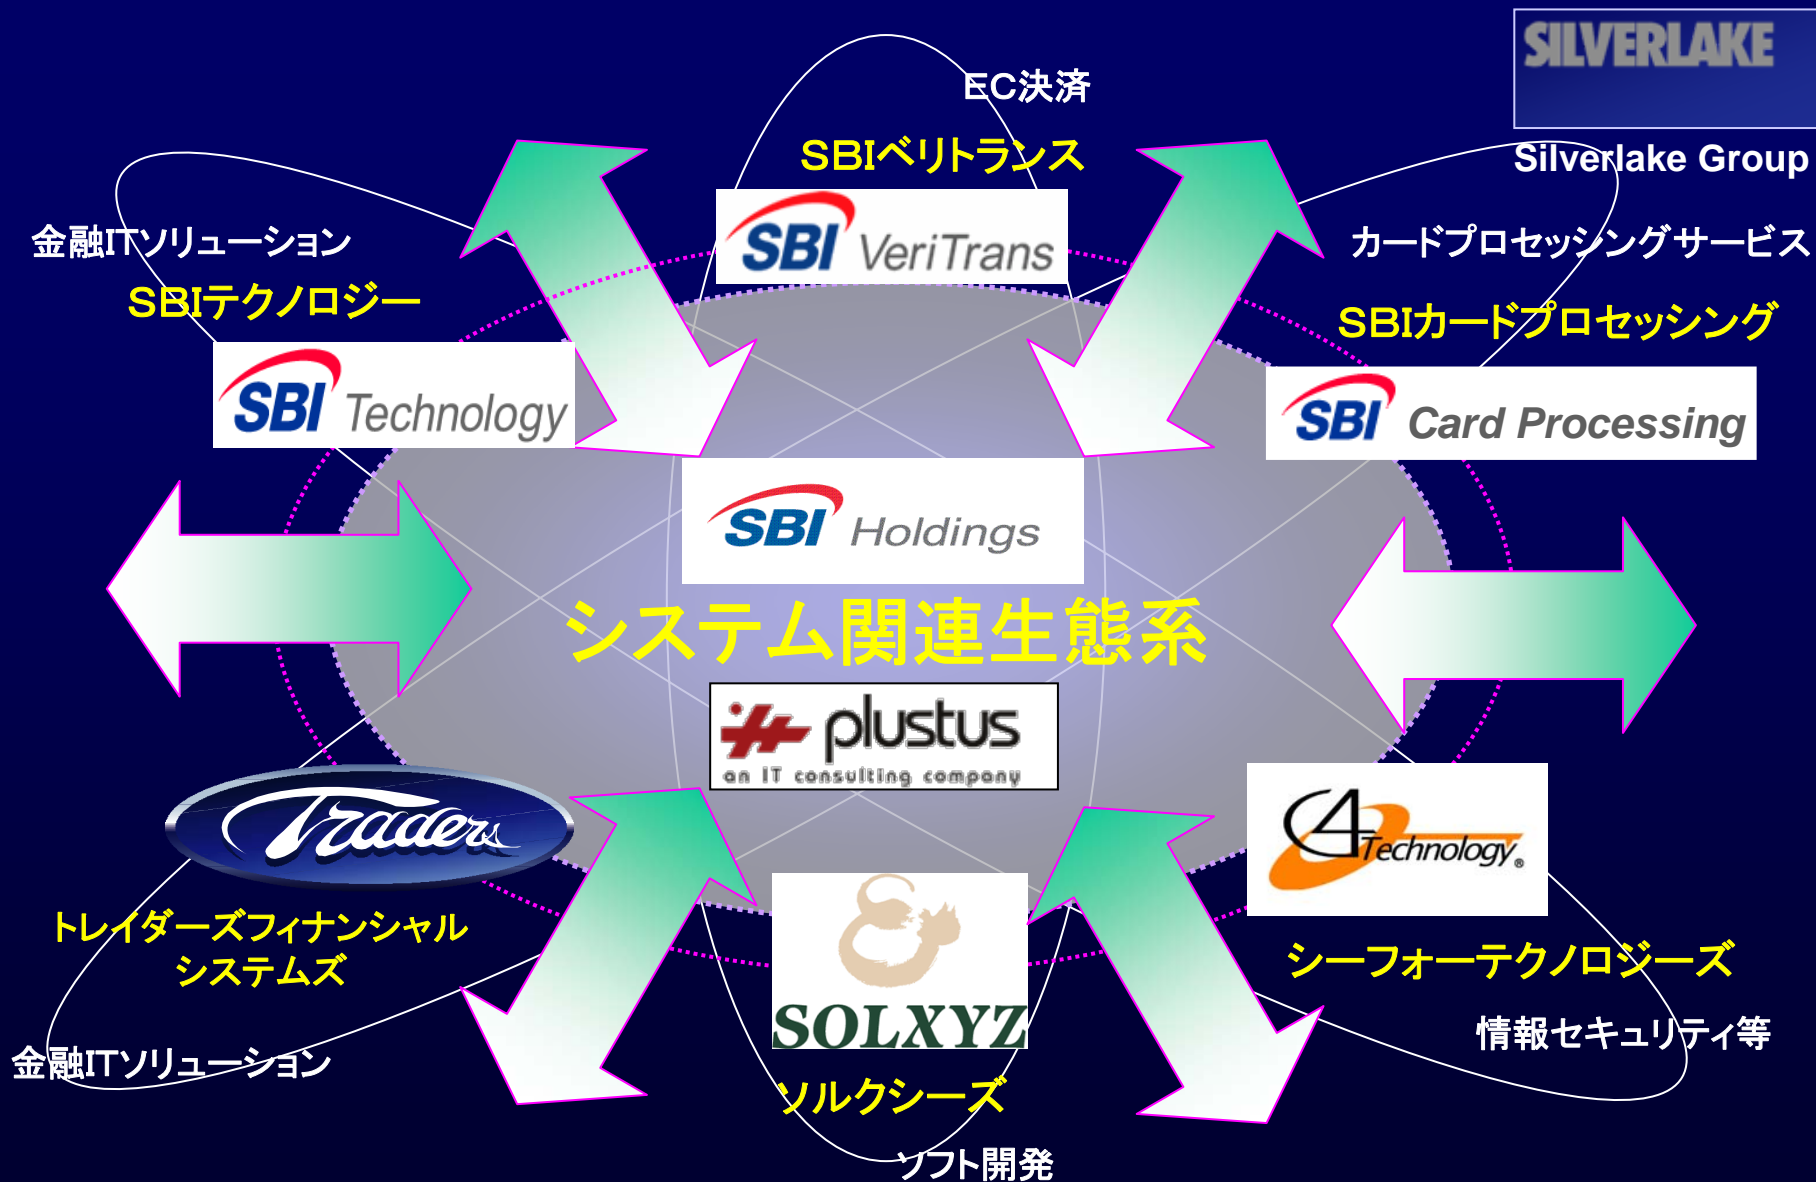 SILVERLAKE
Silverlake Group
EC決済
SBIベリトランス
SBI VeriTrans
金融ITソリューション
SBIテクノロジー
SBI Technology
カードプロセッシングサービス
SBIカードプロセッシング
SBI Card Processing
SBI Holdings
システム関連生態系
plustus
an IT consulting company
Traders
トレイダーズフィナンシャル
システムズ
金融ITソリューション
SOLXYZ
ソルクシーズ
ソフト開発
C4 Technology®
シーフォーテクノロジーズ
情報セキュリティ等